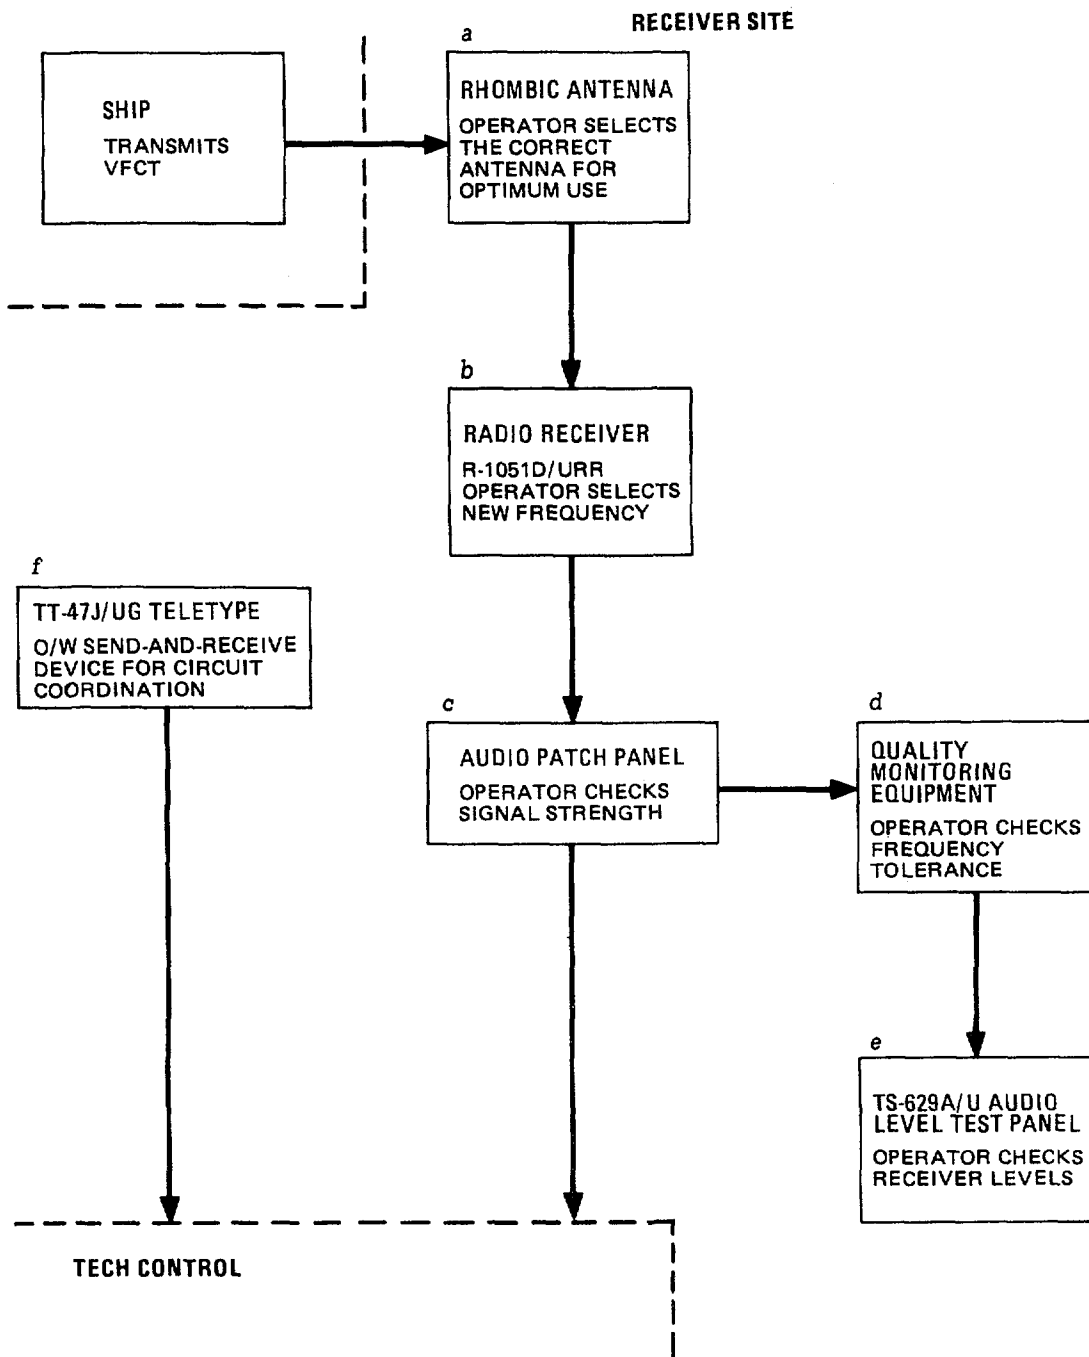 RECEIVER SITE
SHIP
TRANSMITS
VFCT
a
RHOMBIC ANTENNA
OPERATOR SELECTS
THE CORRECT
ANTENNA FOR
OPTIMUM USE
b
RADIO RECEIVER
R-1051D/URR
OPERATOR SELECTS
NEW FREQUENCY
f
TT-47J/UG TELETYPE
O/W SEND-AND-RECEIVE
DEVICE FOR CIRCUIT
COORDINATION
c
AUDIO PATCH PANEL
OPERATOR CHECKS
SIGNAL STRENGTH
d
QUALITY
MONITORING
EQUIPMENT
OPERATOR CHECKS
FREQUENCY
TOLERANCE
e
TS-629A/U AUDIO
LEVEL TEST PANEL
OPERATOR CHECKS
RECEIVER LEVELS
TECH CONTROL